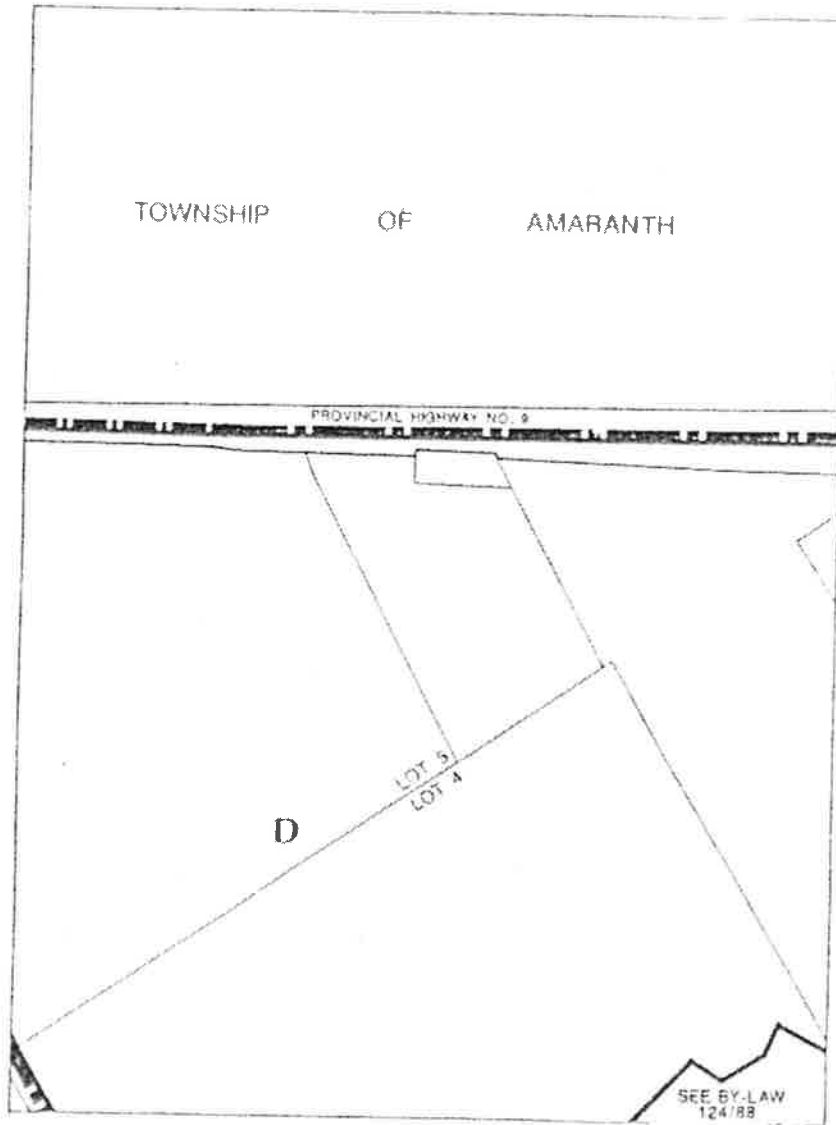 TOWNSHIP OF AMARANTH
PROVINCIAL HIGHWAY NO. 9
LOT 5
LOT 4
D
SEE BY-LAW
124/88